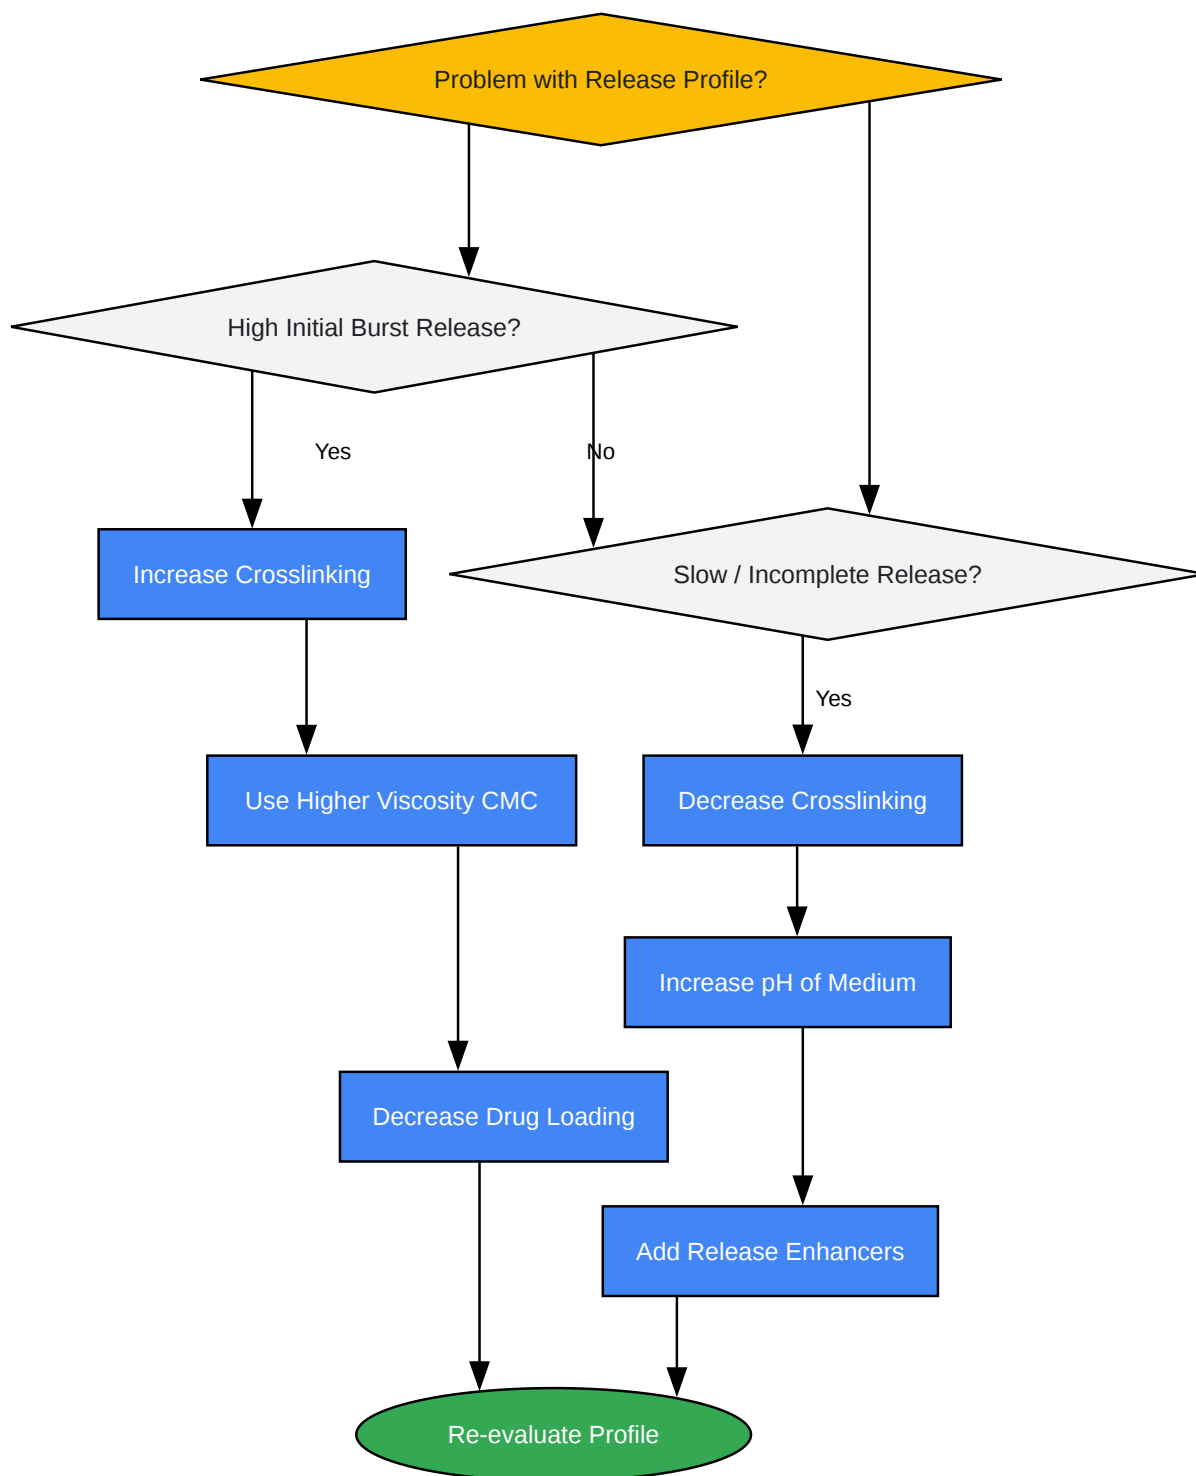 Problem with Release Profile?
High Initial Burst Release?
Yes
No
Increase Crosslinking
Slow / Incomplete Release?
Yes
Use Higher Viscosity CMC
Decrease Crosslinking
Increase pH of Medium
Decrease Drug Loading
Add Release Enhancers
Re-evaluate Profile